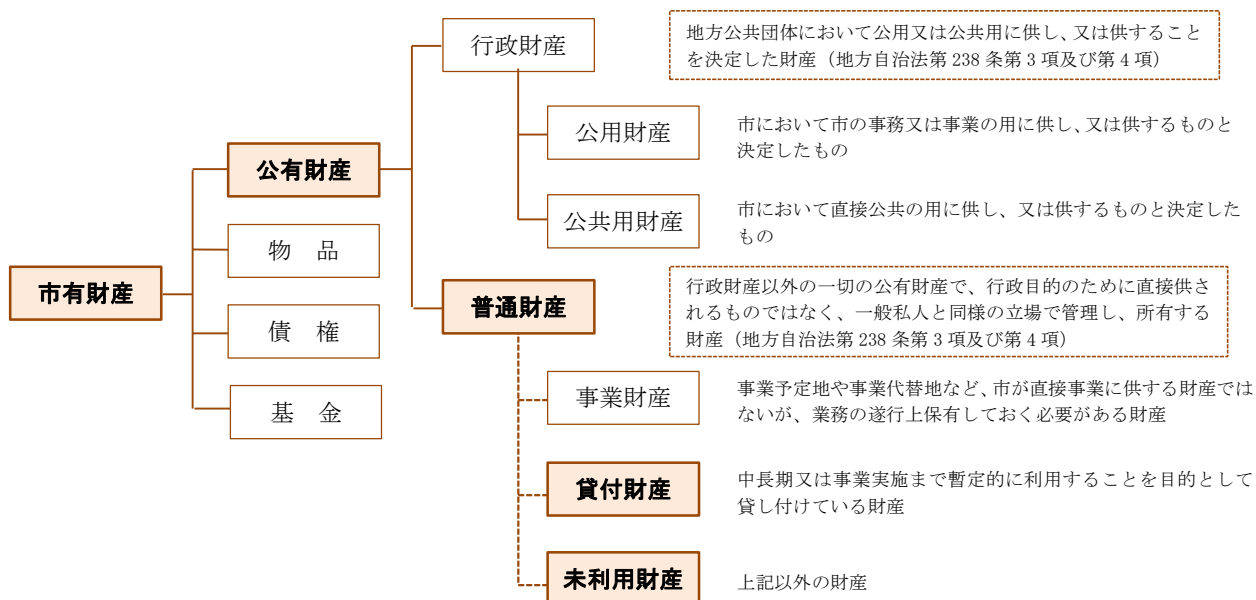 行政財産
地方公共団体において公用又は公共用に供し、又は供すること
を決定した財産（地方自治法第 238 条第 3 項及び第 4 項）
公用財産
市において市の事務又は事業の用に供し、又は供するものと
決定したもの
公有財産
公共用財産
市において直接公共の用に供し、又は供するものと決定した
もの
物　品
市有財産
普通財産
行政財産以外の一切の公有財産で、行政目的のために直接供さ
れるものではなく、一般私人と同様の立場で管理し、所有する
財産（地方自治法第 238 条第 3 項及び第 4 項）
債　権
基　金
事業財産
事業予定地や事業代替地など、市が直接事業に供する財産では
ないが、業務の遂行上保有しておく必要がある財産
貸付財産
中長期又は事業実施まで暫定的に利用することを目的として
貸し付けている財産
未利用財産
上記以外の財産